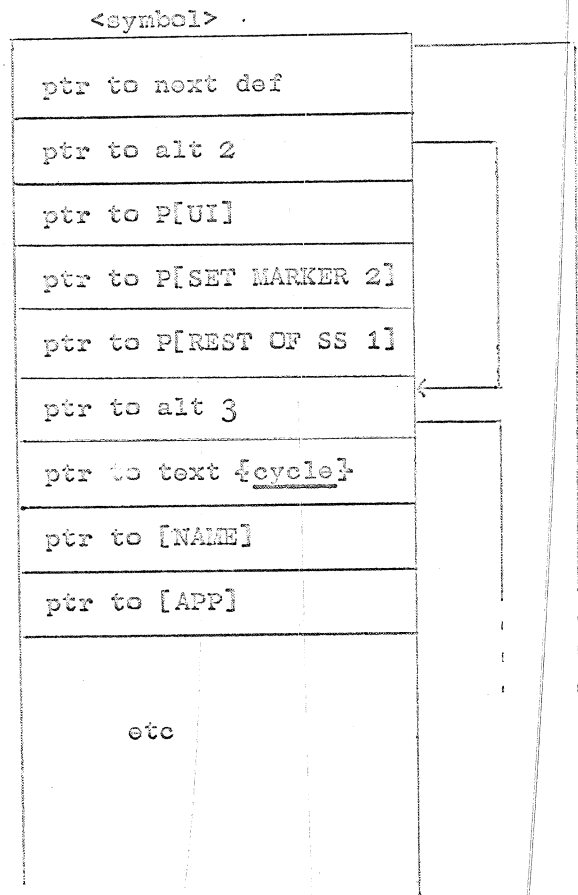 <symbol>
ptr to next def
ptr to alt 2
ptr to P[UI]
ptr to P[SET MARKER 2]
ptr to P[REST OF SS 1]
ptr to alt 3
ptr to text {cycle}
ptr to [NAME]
ptr to [APP]
etc